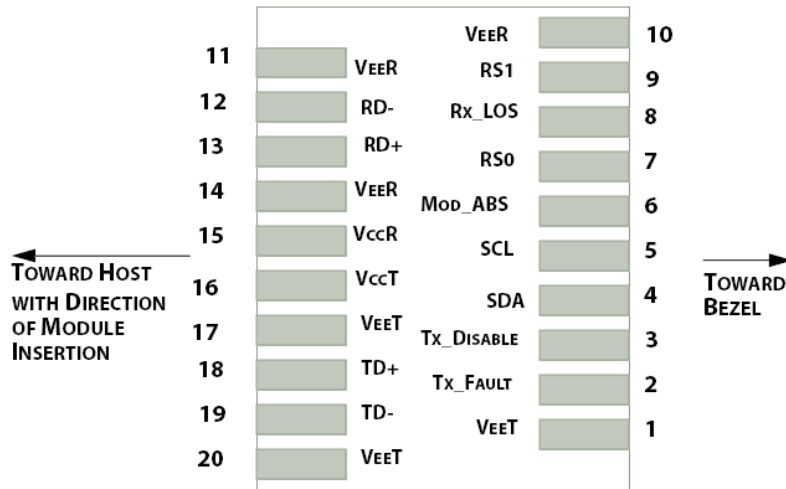 11 VEER
12 RD-
13 RD+
14 VEER
15 VCCR
16 VCCT
17 VEET
18 TD+
19 TD-
20 VEET
VEER 10
RS1 9
RX_LOS 8
RS0 7
MOD_ABS 6
SCL 5
SDA 4
TX_DISABLE 3
TX_FAULT 2
VEET 1
TOWARD HOST
WITH DIRECTION
OF MODULE
INSERTION
TOWARD
BEZEL